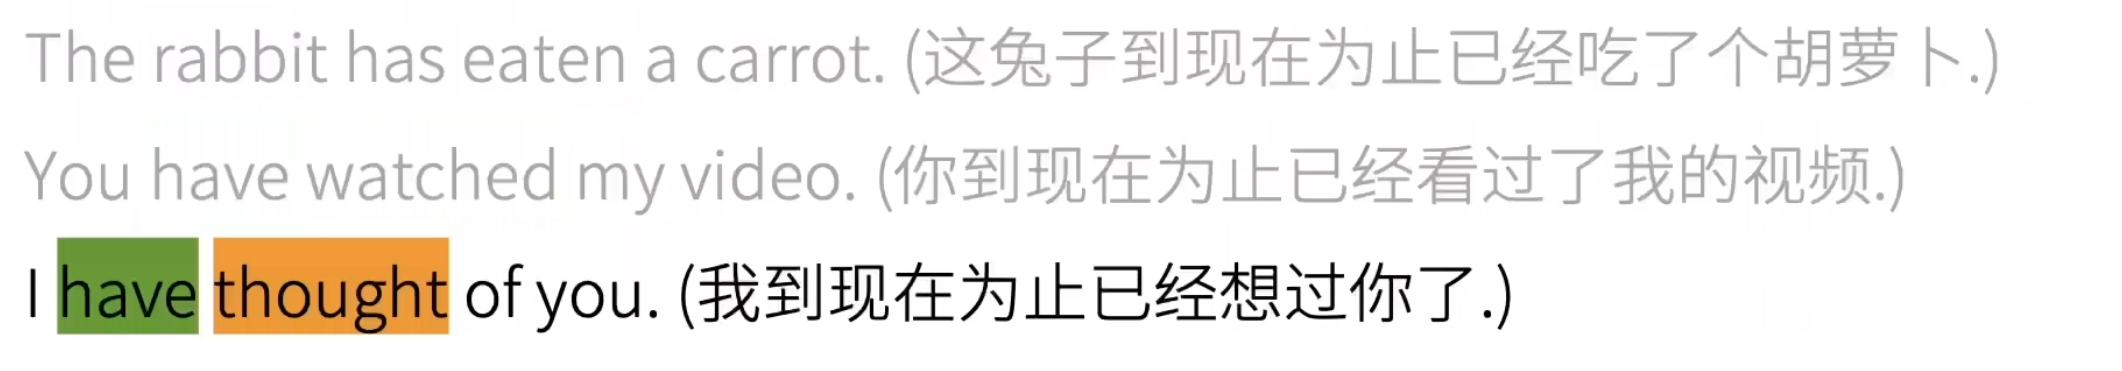 The rabbit has eaten a carrot. (这兔子到现在为止已经吃了个胡萝卜.)
You have watched my video. (你到现在为止已经看过了我的视频.)
I have thought of you. (我到现在为止已经想过你了.)